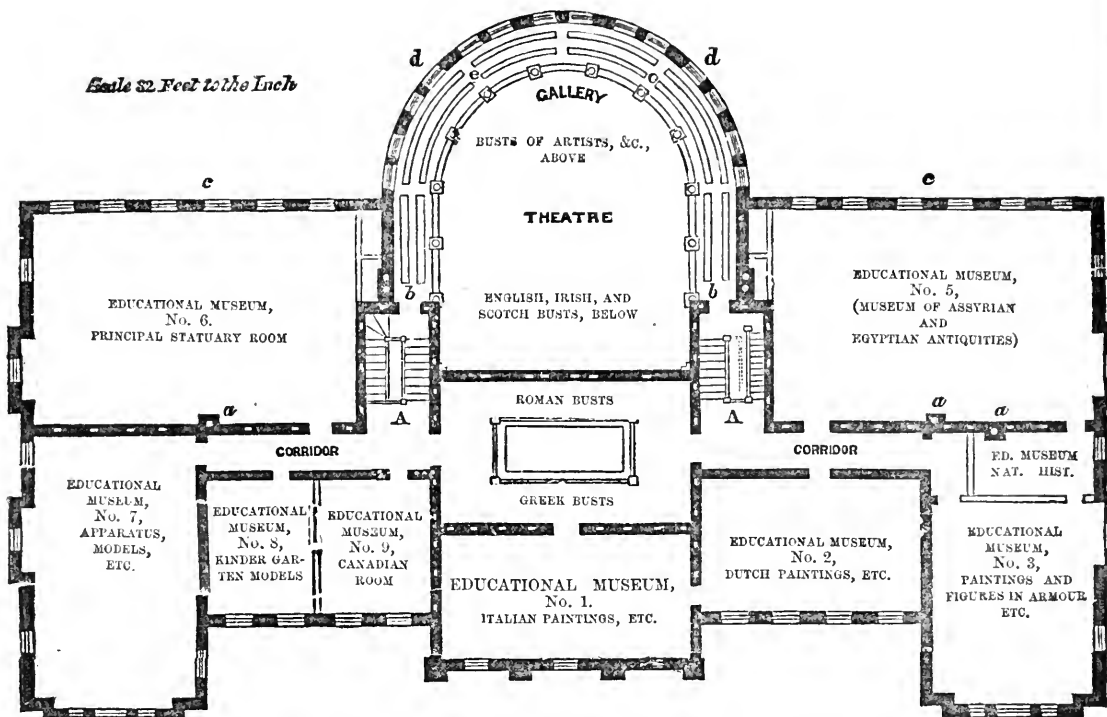 Scale 32 Feet to the Inch
d
d
e
e
GALLERY
BUSTS OF ARTISTS, &C.,
ABOVE
c
c
THEATRE
EDUCATIONAL MUSEUM,
No. 6.
PRINCIPAL STATUARY ROOM
b
b
ENGLISH, IRISH, AND
SCOTCH BUSTS, BELOW
EDUCATIONAL MUSEUM,
No. 5,
(MUSEUM OF ASSYRIAN
AND
EGYPTIAN ANTIQUITIES)
a
A
ROMAN BUSTS
A
a
a
CORRIDOR
CORRIDOR
ED. MUSEUM
NAT. HIST.
GREEK BUSTS
EDUCATIONAL
MUSEUM,
No. 7,
APPARATUS,
MODELS,
ETC.
EDUCATIONAL
MUSEUM,
No. 8,
KINDER GAR-
TEN MODELS
EDUCATIONAL
MUSEUM,
No. 9,
CANADIAN
ROOM
EDUCATIONAL MUSEUM,
No. 1.
ITALIAN PAINTINGS, ETC.
EDUCATIONAL MUSEUM,
No. 2,
DUTCH PAINTINGS, ETC.
EDUCATIONAL
MUSEUM,
No. 3,
PAINTINGS AND
FIGURES IN ARMOUR
ETC.